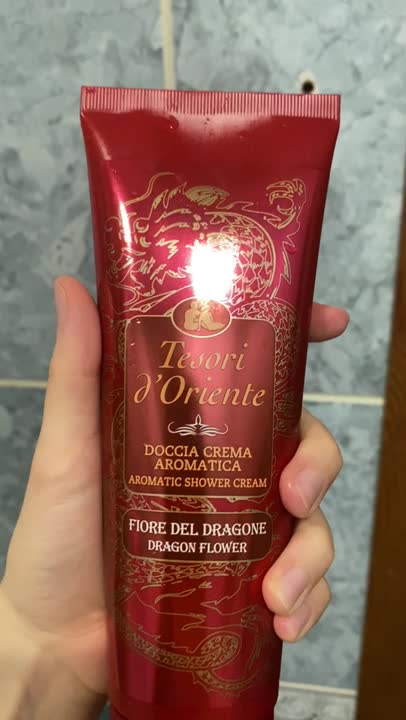 Tesori
d'Oriente
DOCCIA CREMA
AROMATICA
AROMATIC SHOWER CREAM
FIORE DEL DRAGONE
DRAGON FLOWER